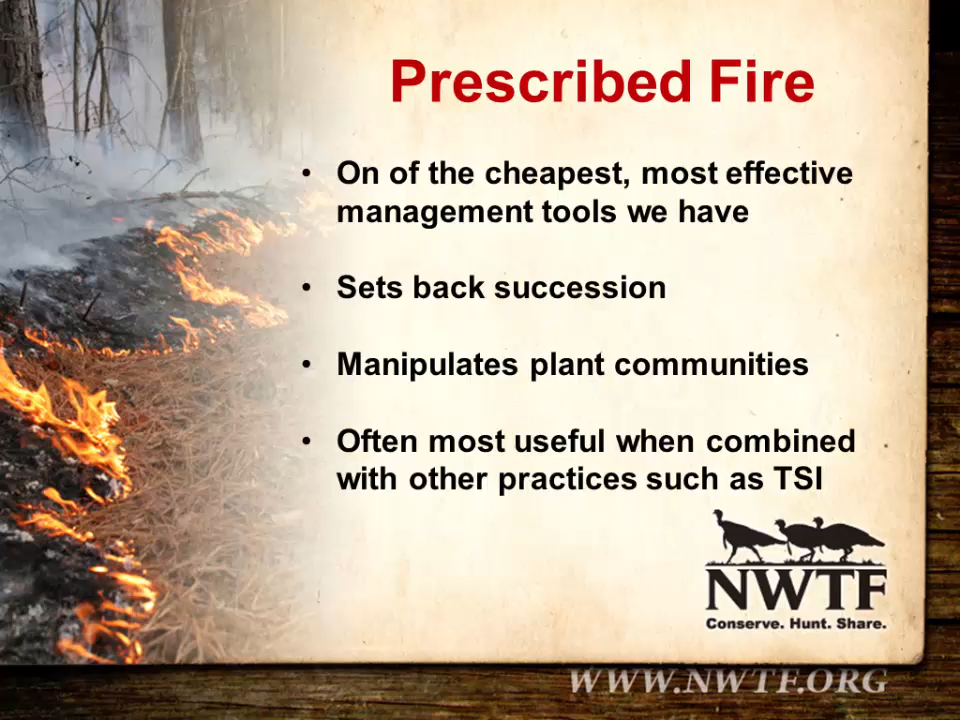 Prescribed Fire
• On of the cheapest, most effective
management tools we have
• Sets back succession
• Manipulates plant communities
• Often most useful when combined
with other practices such as TSI
NWTF
Conserve. Hunt. Share.
WWW.NWTF.ORG